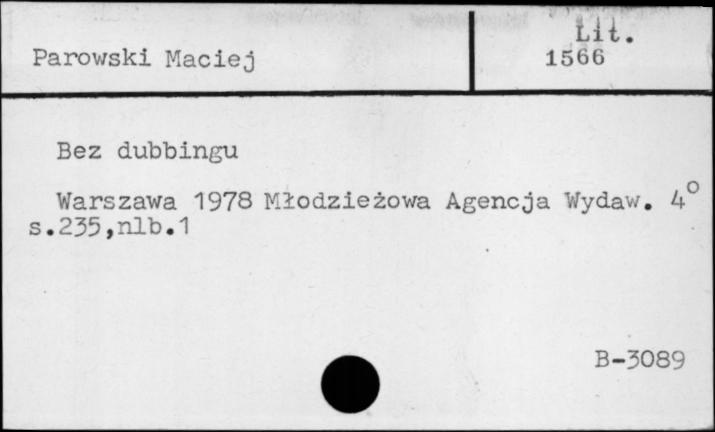 Parowski Maciej
Lit.
1566
Bez dubbingu
Warszawa 1978 Młodzieżowa Agencja Wydaw. 4°
s.235,nlb.1
B-3089